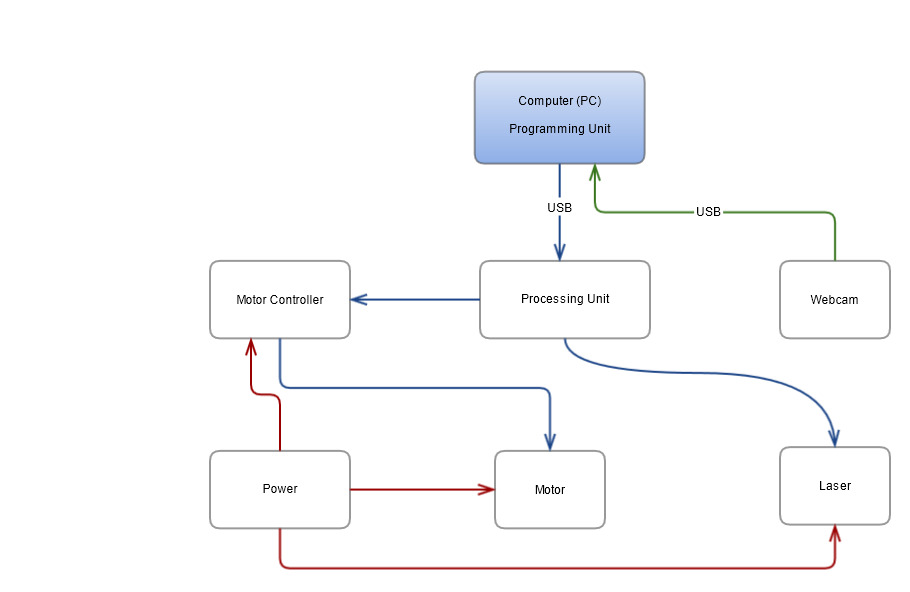 Computer (PC)
Programming Unit
USB
USB
Motor Controller
Processing Unit
Webcam
Power
Motor
Laser